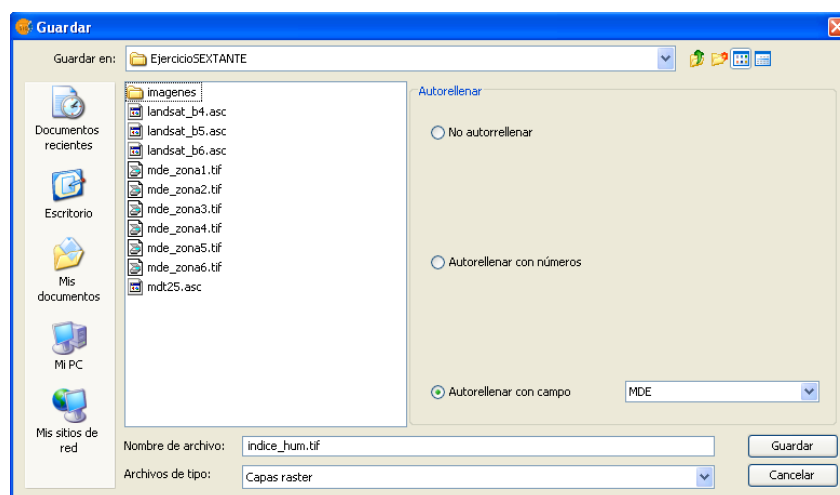 Guardar
Guardar en: EjercicioSEXTANTE
Documentos recientes
Escritorio
Mis documentos
Mi PC
Mis sitios de red
imagenes
landsat_b4.asc
landsat_b5.asc
landsat_b6.asc
mde_zona1.tif
mde_zona2.tif
mde_zona3.tif
mde_zona4.tif
mde_zona5.tif
mde_zona6.tif
mdt25.asc
Autorellenar
No autorrellenar
Autorellenar con números
Autorellenar con campo MDE
Nombre de archivo: indice_hum.tif Guardar
Archivos de tipo: Capas raster Cancelar